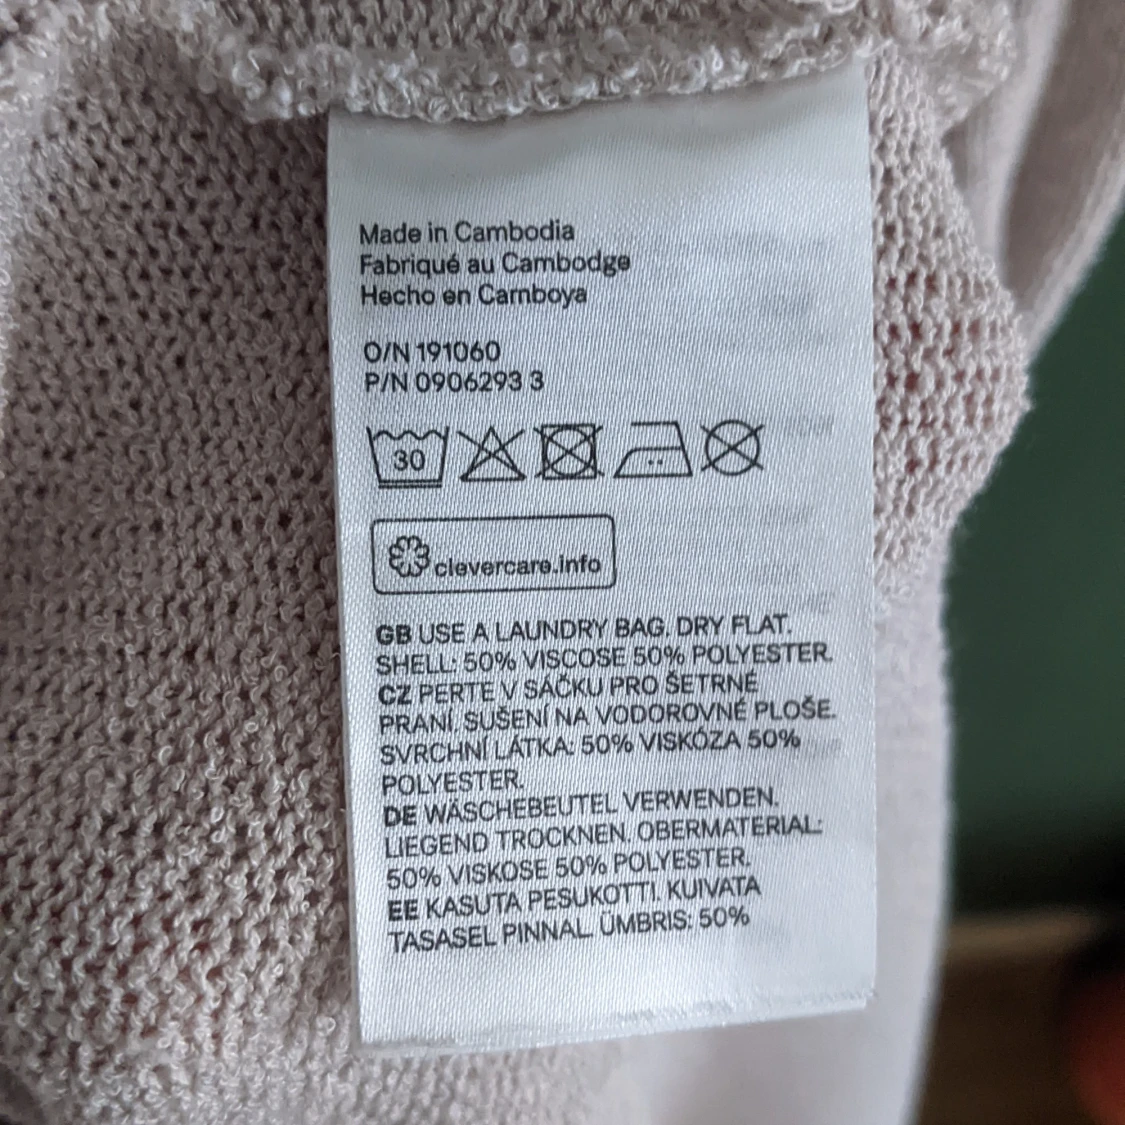 Made in Cambodia
Fabriqué au Cambodge
Hecho en Camboya
O/N 191060
P/N 0906293 3
30
clevercare.info
GB USE A LAUNDRY BAG. DRY FLAT.
SHELL: 50% VISCOSE 50% POLYESTER.
CZ PERTE V SÁČKU PRO ŠETRNÉ
PRANÍ. SUŠENÍ NA VODOROVNÉ PLOŠE.
SVRCHNÍ LÁTKA: 50% VISKÓZA 50%
POLYESTER.
DE WÄSCHEBEUTEL VERWENDEN.
LIEGEND TROCKNEN. OBERMATERIAL:
50% VISKOSE 50% POLYESTER.
EE KASUTA PESUKOTTI. KUIVATA
TASASEL PINNAL. ÜMBRIS: 50%